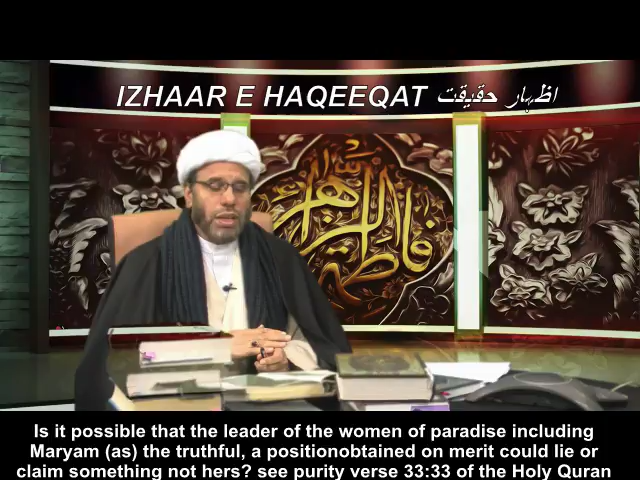 IZHAAR E HAQEEQAT اظہار حقیقت
فاطمة الزهراء
Is it possible that the leader of the women of paradise including
Maryam (as) the truthful, a positionobtained on merit could lie or
claim something not hers? see purity verse 33:33 of the Holy Quran